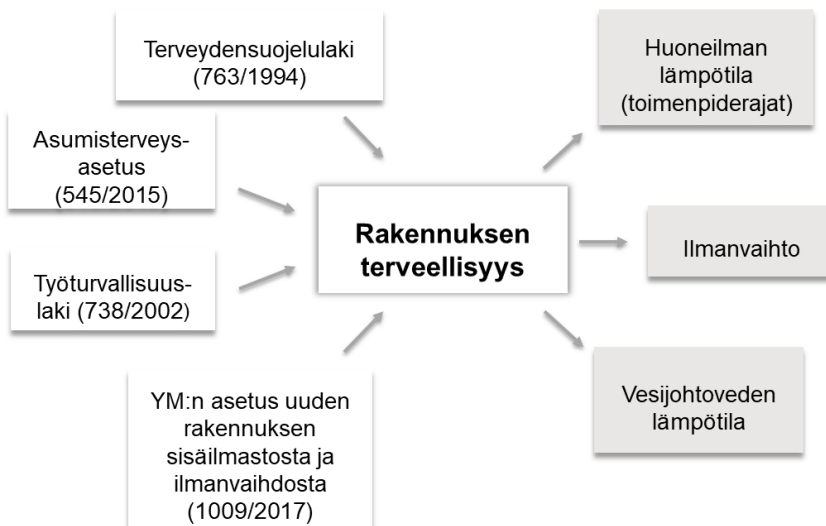 Terveydensuojelulaki
(763/1994)
Asumisterveys-
asetus
(545/2015)
Työturvallisuus-
laki (738/2002)
YM:n asetus uuden
rakennuksen
sisäilmastosta ja
ilmanvaihdosta
(1009/2017)
Rakennuksen
terveellisyys
Huoneilman
lämpötila
(toimenpiderajat)
Ilmanvaihto
Vesijohtoveden
lämpötila